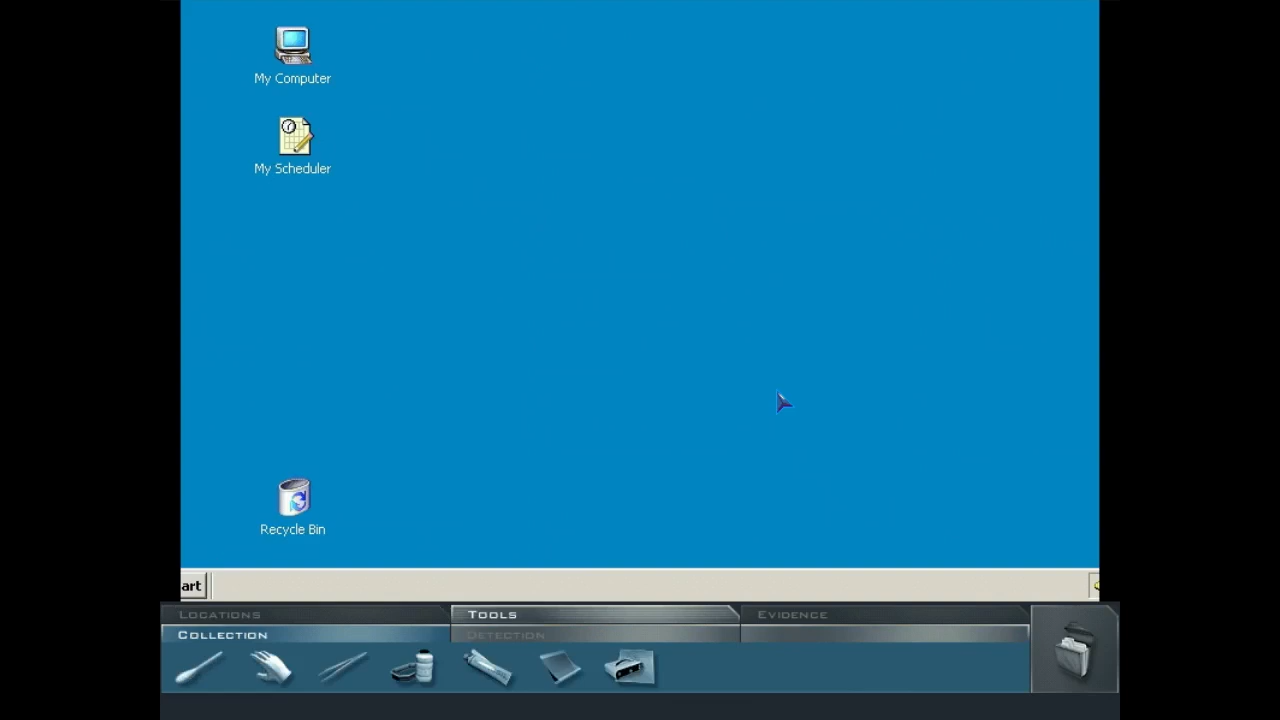 My Computer
My Scheduler
Recycle Bin
art
LOCATIONS
TOOLS
EVIDENCE
COLLECTION
DETECTION